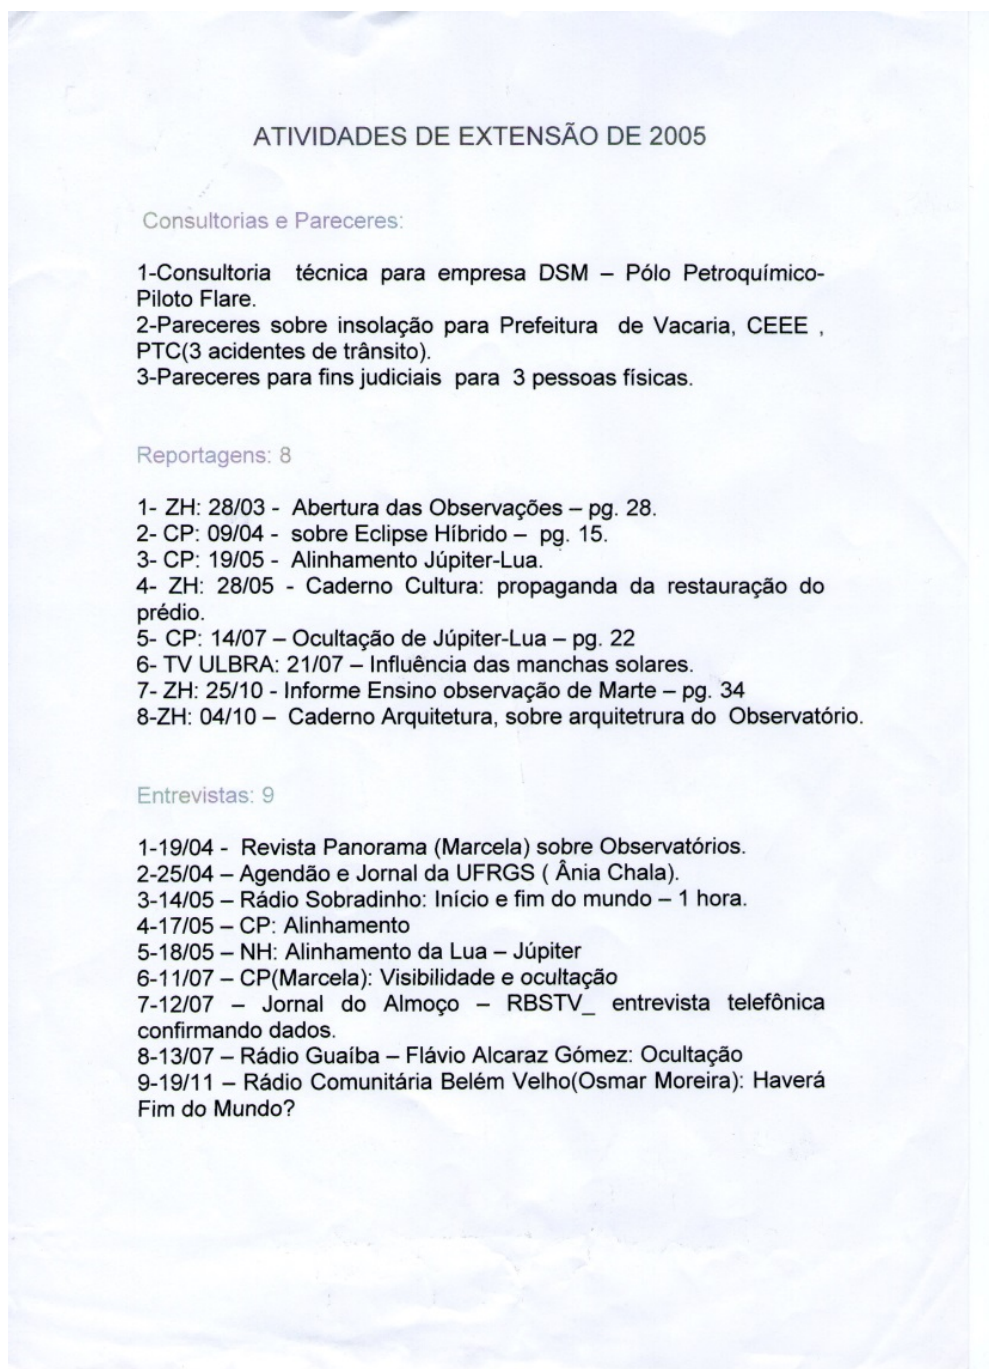 ATIVIDADES DE EXTENSÃO DE 2005
Consultorias e Pareceres:
1-Consultoria técnica para empresa DSM – Pólo Petroquímico-
Piloto Flare.
2-Pareceres sobre insolação para Prefeitura de Vacaria, CEEE ,
PTC(3 acidentes de trânsito).
3-Pareceres para fins judiciais para 3 pessoas físicas.
Reportagens: 8
1- ZH: 28/03 - Abertura das Observações – pg. 28.
2- CP: 09/04 - sobre Eclipse Híbrido – pg. 15.
3- CP: 19/05 - Alinhamento Júpiter-Lua.
4- ZH: 28/05 - Caderno Cultura: propaganda da restauração do
prédio.
5- CP: 14/07 – Ocultação de Júpiter-Lua – pg. 22
6- TV ULBRA: 21/07 – Influência das manchas solares.
7- ZH: 25/10 - Informe Ensino observação de Marte – pg. 34
8-ZH: 04/10 – Caderno Arquitetura, sobre arquitetrura do Observatório.
Entrevistas: 9
1-19/04 - Revista Panorama (Marcela) sobre Observatórios.
2-25/04 – Agendão e Jornal da UFRGS ( Ânia Chala).
3-14/05 – Rádio Sobradinho: Início e fim do mundo – 1 hora.
4-17/05 – CP: Alinhamento
5-18/05 – NH: Alinhamento da Lua – Júpiter
6-11/07 – CP(Marcela): Visibilidade e ocultação
7-12/07 – Jornal do Almoço – RBSTV_ entrevista telefônica
confirmando dados.
8-13/07 – Rádio Guaíba – Flávio Alcaraz Gómez: Ocultação
9-19/11 – Rádio Comunitária Belém Velho(Osmar Moreira): Haverá
Fim do Mundo?